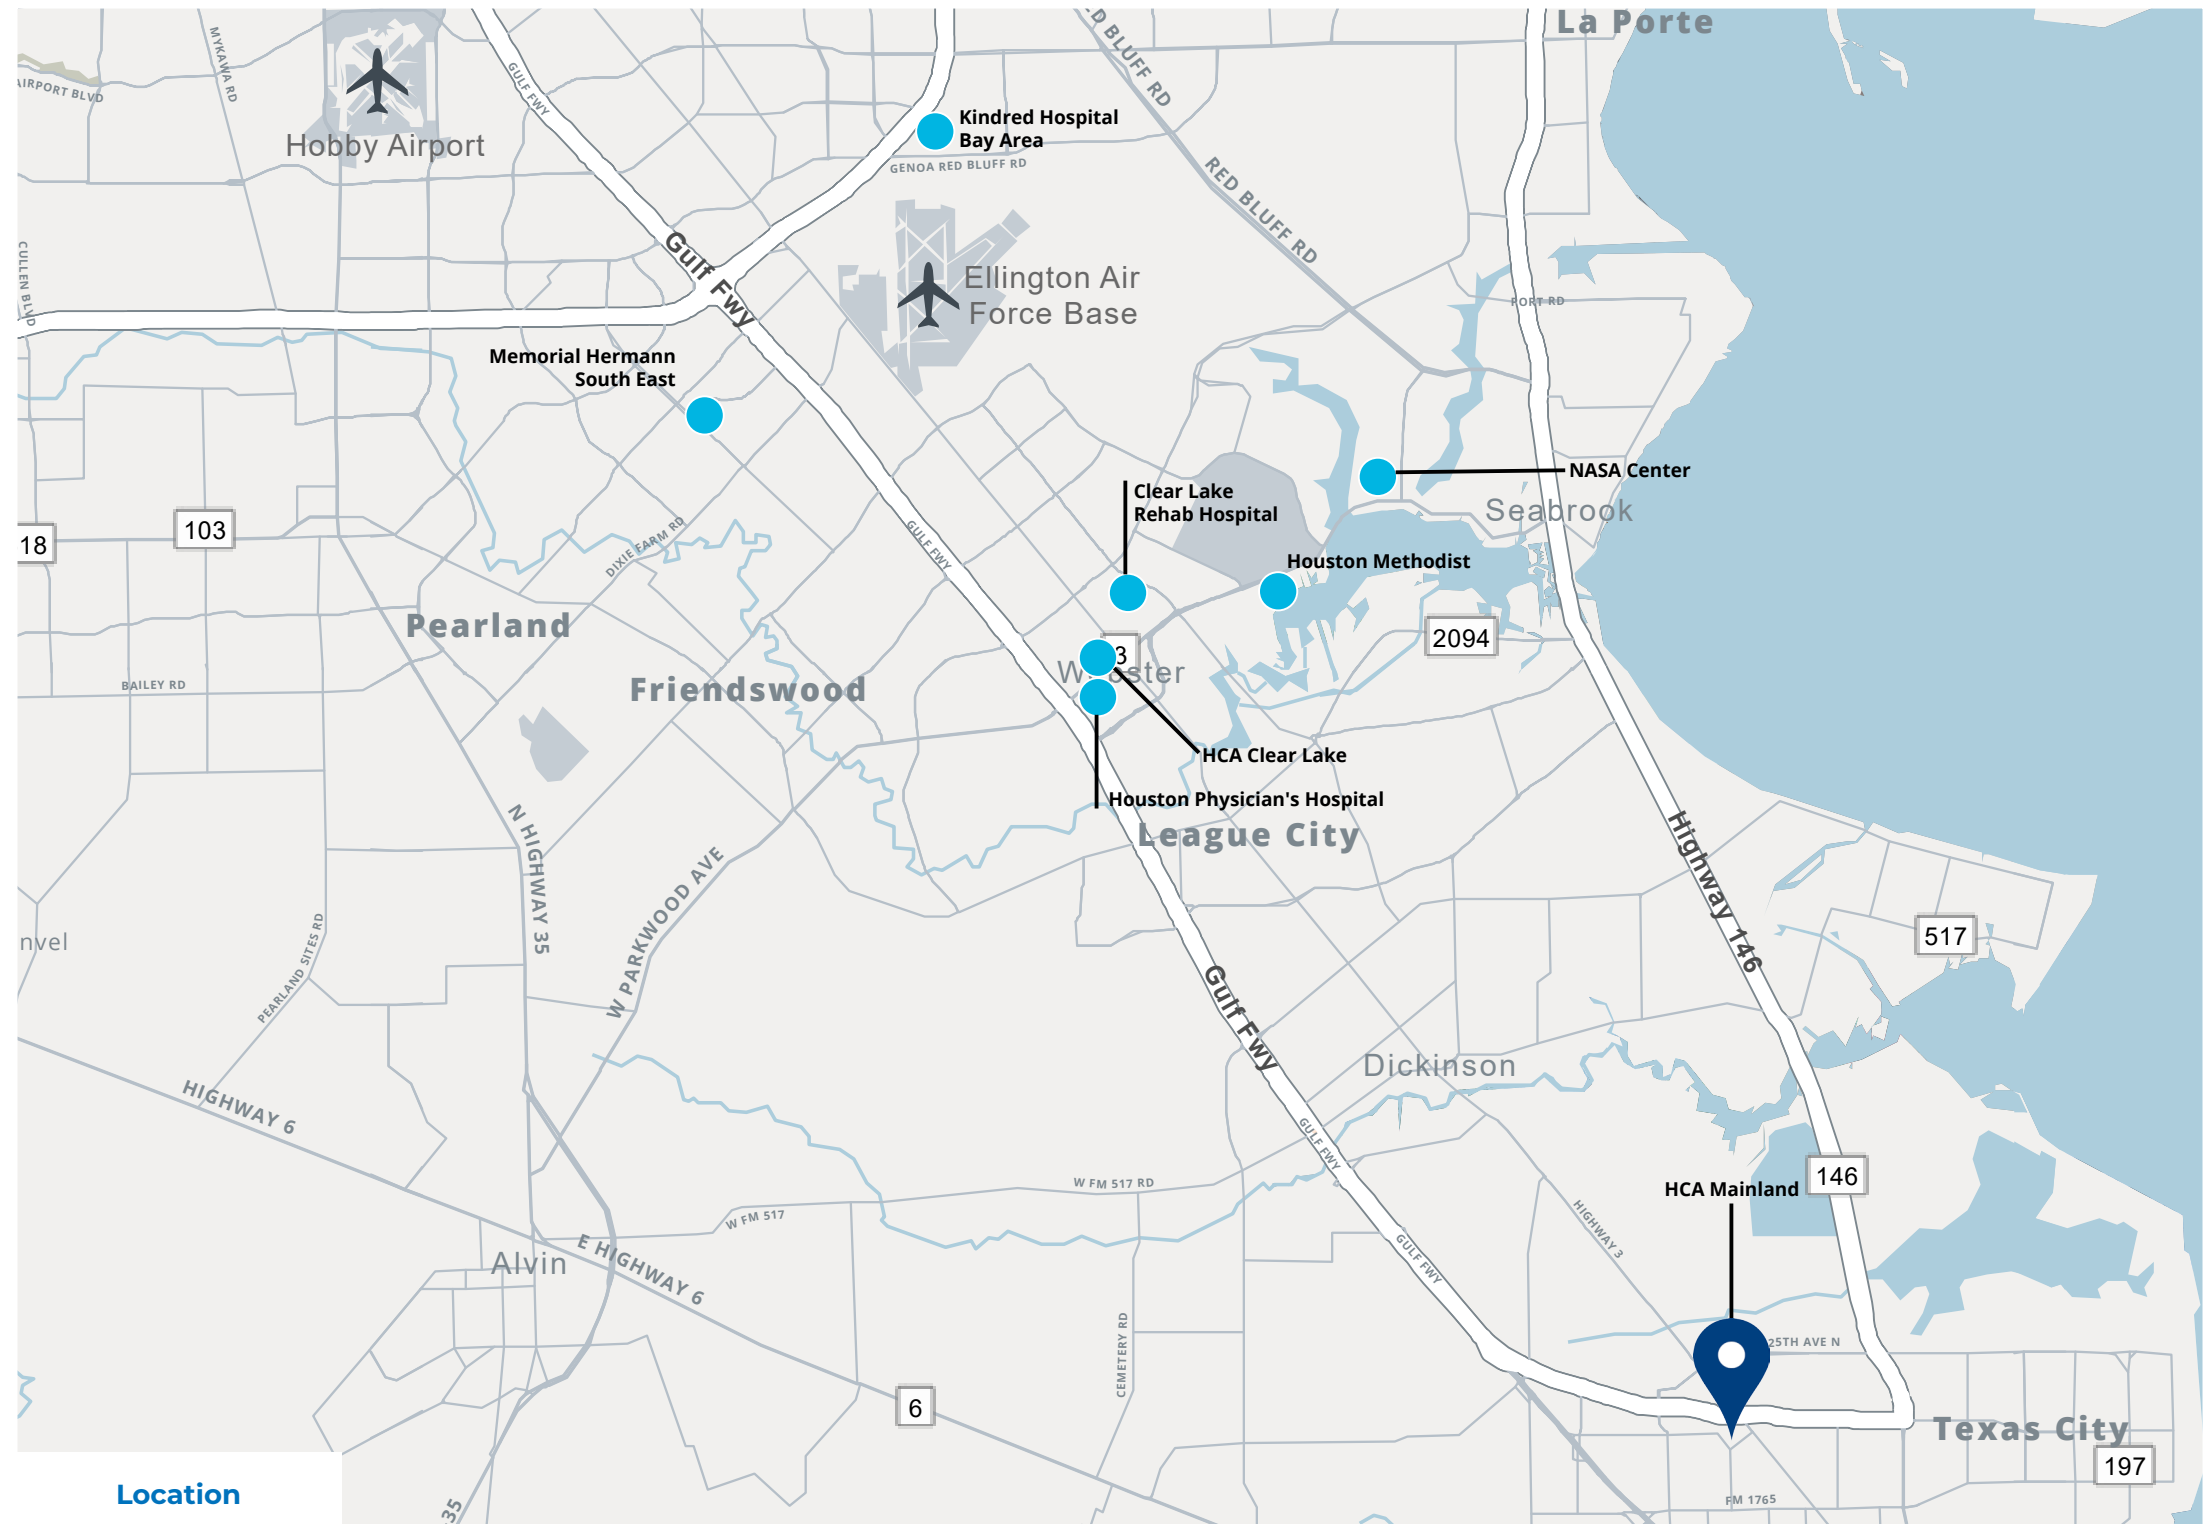 La Porte
MYKAWA RD
GULF FWY
ED BLUFF RD
AIRPORT BLVD
Hobby Airport
Kindred Hospital
Bay Area
GENOA RED BLUFF RD
RED BLUFF RD
CULLEN BLVD
Gulf Fwy
Ellington Air
Force Base
PORT RD
Memorial Hermann
South East
NASA Center
Clear Lake
Rehab Hospital
Seabrook
18
103
DIXIE FARM RD
GULF FWY
Houston Methodist
Pearland
2094
3
W ster
BAILEY RD
Friendswood
HCA Clear Lake
Houston Physician's Hospital
League City
N HIGHWAY 35
W PARKWOOD AVE
Highway 146
517
nvel
PEARLAND SITES RD
Gulf Fwy
Dickinson
HIGHWAY 6
GULF FWY
W FM 517 RD
146
HCA Mainland
W FM 517
HIGHWAY 3
Alvin
E HIGHWAY 6
GULF FWY
CEMETERY RD
25TH AVE N
6
Texas City
197
Location
35
FM 1765